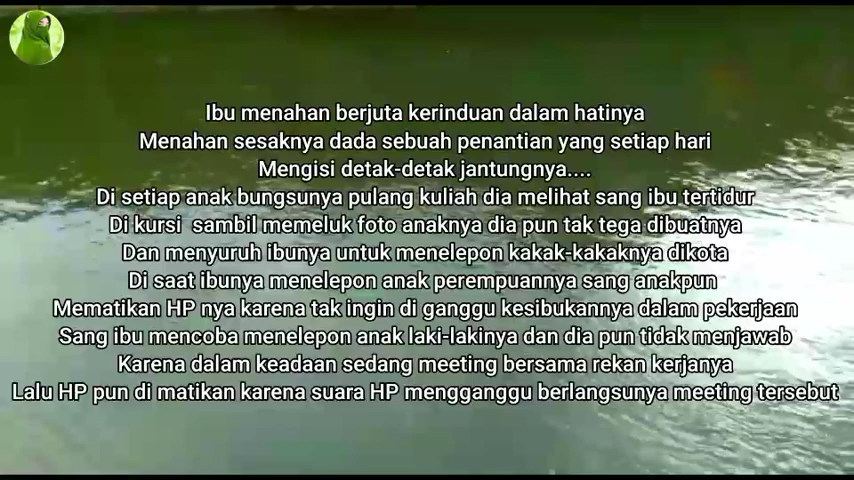 Ibu menahan berjuta kerinduan dalam hatinya
Menahan sesaknya dada sebuah penantian yang setiap hari
Mengisi detak-detak jantungnya....
Di setiap anak bungsunya pulang kuliah dia melihat sang ibu tertidur
Di kursi sambil memeluk foto anaknya dia pun tak tega dibuatnya
Dan menyuruh ibunya untuk menelepon kakak-kakaknya dikota
Di saat ibunya menelepon anak perempuannya sang anakpun
Mematikan HP nya karena tak ingin di ganggu kesibukannya dalam pekerjaan
Sang ibu mencoba menelepon anak laki-lakinya dan dia pun tidak menjawab
Karena dalam keadaan sedang meeting bersama rekan kerjanya
Lalu HP pun di matikan karena suara HP mengganggu berlangsunya meeting tersebut